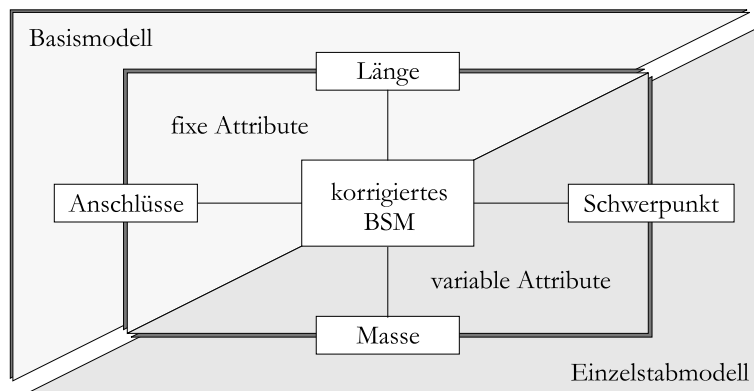 Basismodell
Länge
fixe Attribute
Anschlüsse
korrigiertes
BSM
Schwerpunkt
variable Attribute
Masse
Einzelstabmodell